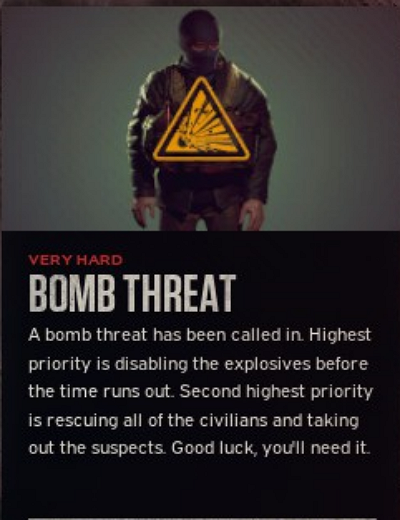 VERY HARD
BOMB THREAT
A bomb threat has been called in. Highest
priority is disabling the explosives before
the time runs out. Second highest priority
is rescuing all of the civilians and taking
out the suspects. Good luck, you'll need it.